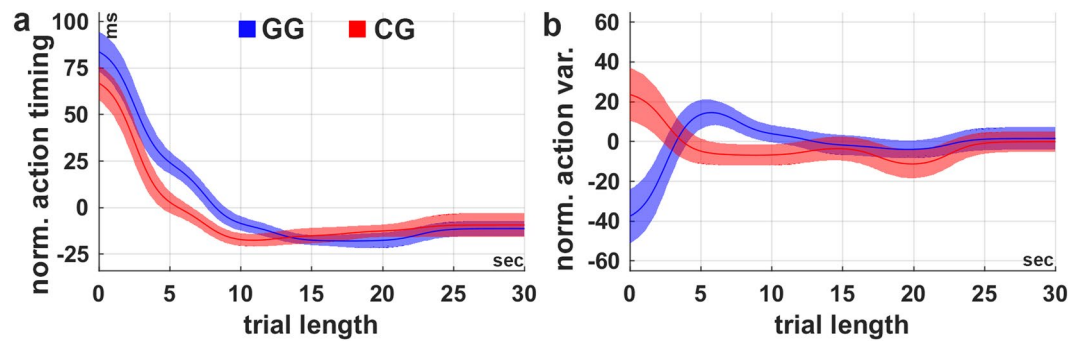 a
ms
GG
CG
100
75
50
25
0
-25
norm. action timing
sec
0 5 10 15 20 25 30
trial length
b
60
40
20
0
-20
-40
-60
norm. action var.
sec
0 5 10 15 20 25 30
trial length